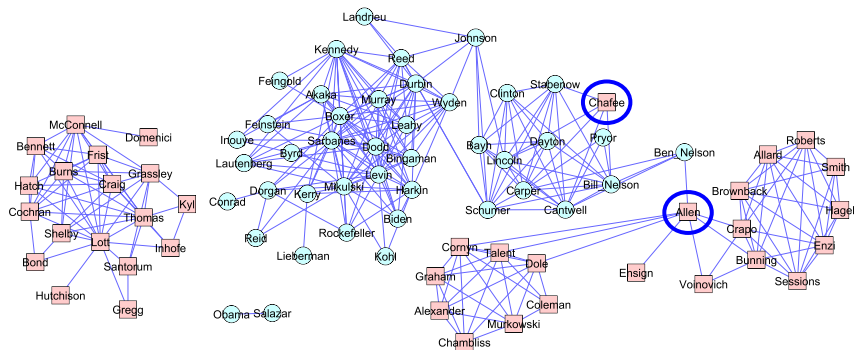 Landrieu
Johnson
Kennedy
Reed
Feingold
Durbin
Stabenow
Akaka
Murray
Wyden
Clinton
Chafee
Boxer
McConnell
Domenici
Feinstein
Leahy
Inouye
Sarbanes
Dodd
Bayh
Dayton
Pryor
Roberts
Bennett
Frist
Byrd
Bingaman
Lincoln
Ben. Nelson
Allard
Lautenberg
Burns
Grassley
Levin
Smith
Hatch
Craig
Dorgan
Kerry
Mikulski
Harkin
Carper
Bill. Nelson
Brownback
Conrad
Cochran
Thomas
Kyl
Schumer
Cantwell
Allen
Hagel
Biden
Shelby
Lott
Reid
Rockefeller
Crapo
Inhofe
Cornyn
Talent
Enzi
Bond
Santorum
Lieberman
Kohl
Dole
Bunning
Graham
Ensign
Voinovich
Sessions
Hutchison
Gregg
Alexander
Coleman
Obama
Salazar
Murkowski
Chambliss